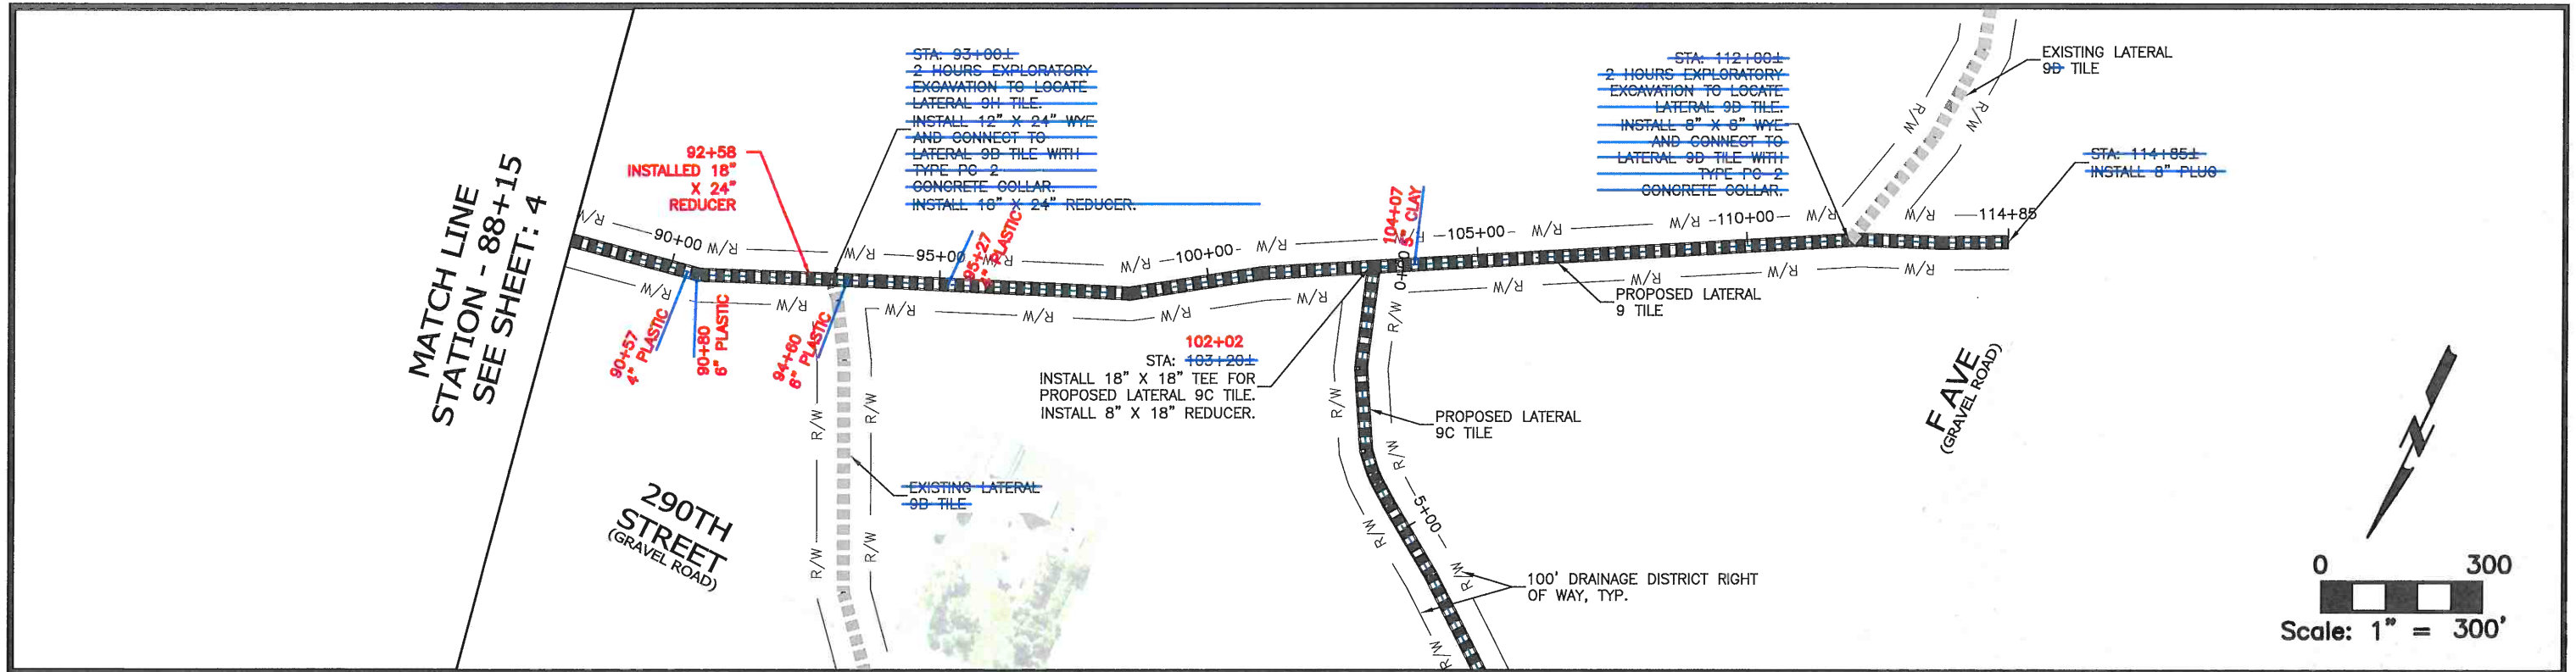 MATCH LINE
STATION - 88+15
SEE SHEET: 4
STA: 93+00±
2 HOURS EXPLORATORY
EXCAVATION TO LOCATE
LATERAL 9H TILE.
INSTALL 12" X 24" WYE
AND CONNECT TO
LATERAL 9B TILE WITH
TYPE PC-2
CONCRETE COLLAR.
INSTALL 18" X 24" REDUCER.
92+58
INSTALLED 18"
X 24"
REDUCER
STA: 112+00±
2 HOURS EXPLORATORY
EXCAVATION TO LOCATE
LATERAL 9D TILE.
INSTALL 8" X 8" WYE
AND CONNECT TO
LATERAL 9D TILE WITH
TYPE PC-2
CONCRETE COLLAR.
EXISTING LATERAL
9D TILE
STA: 114+85±
INSTALL 8" PLUG
R/W
90+00
R/W
R/W
95+00
R/W
R/W
100+00
R/W
R/W
105+00
R/W
R/W
110+00
R/W
R/W
114+85
R/W
R/W
R/W
R/W
R/W
R/W
R/W
R/W
R/W
R/W
R/W
90+57
4" PLASTIC
90+80
6" PLASTIC
94+60
6" PLASTIC
95+27
4" PLASTIC
104+07
5" CLAY
0+00
102+02
STA: 103+20±
INSTALL 18" X 18" TEE FOR
PROPOSED LATERAL 9C TILE.
INSTALL 8" X 18" REDUCER.
PROPOSED LATERAL
9 TILE
PROPOSED LATERAL
9C TILE
EXISTING LATERAL
9B TILE
R/W
R/W
R/W
R/W
R/W
R/W
R/W
R/W
R/W
R/W
5+00
100' DRAINAGE DISTRICT RIGHT
OF WAY, TYP.
290TH
STREET
(GRAVEL ROAD)
F AVE
(GRAVEL ROAD)
0 300
Scale: 1" = 300'